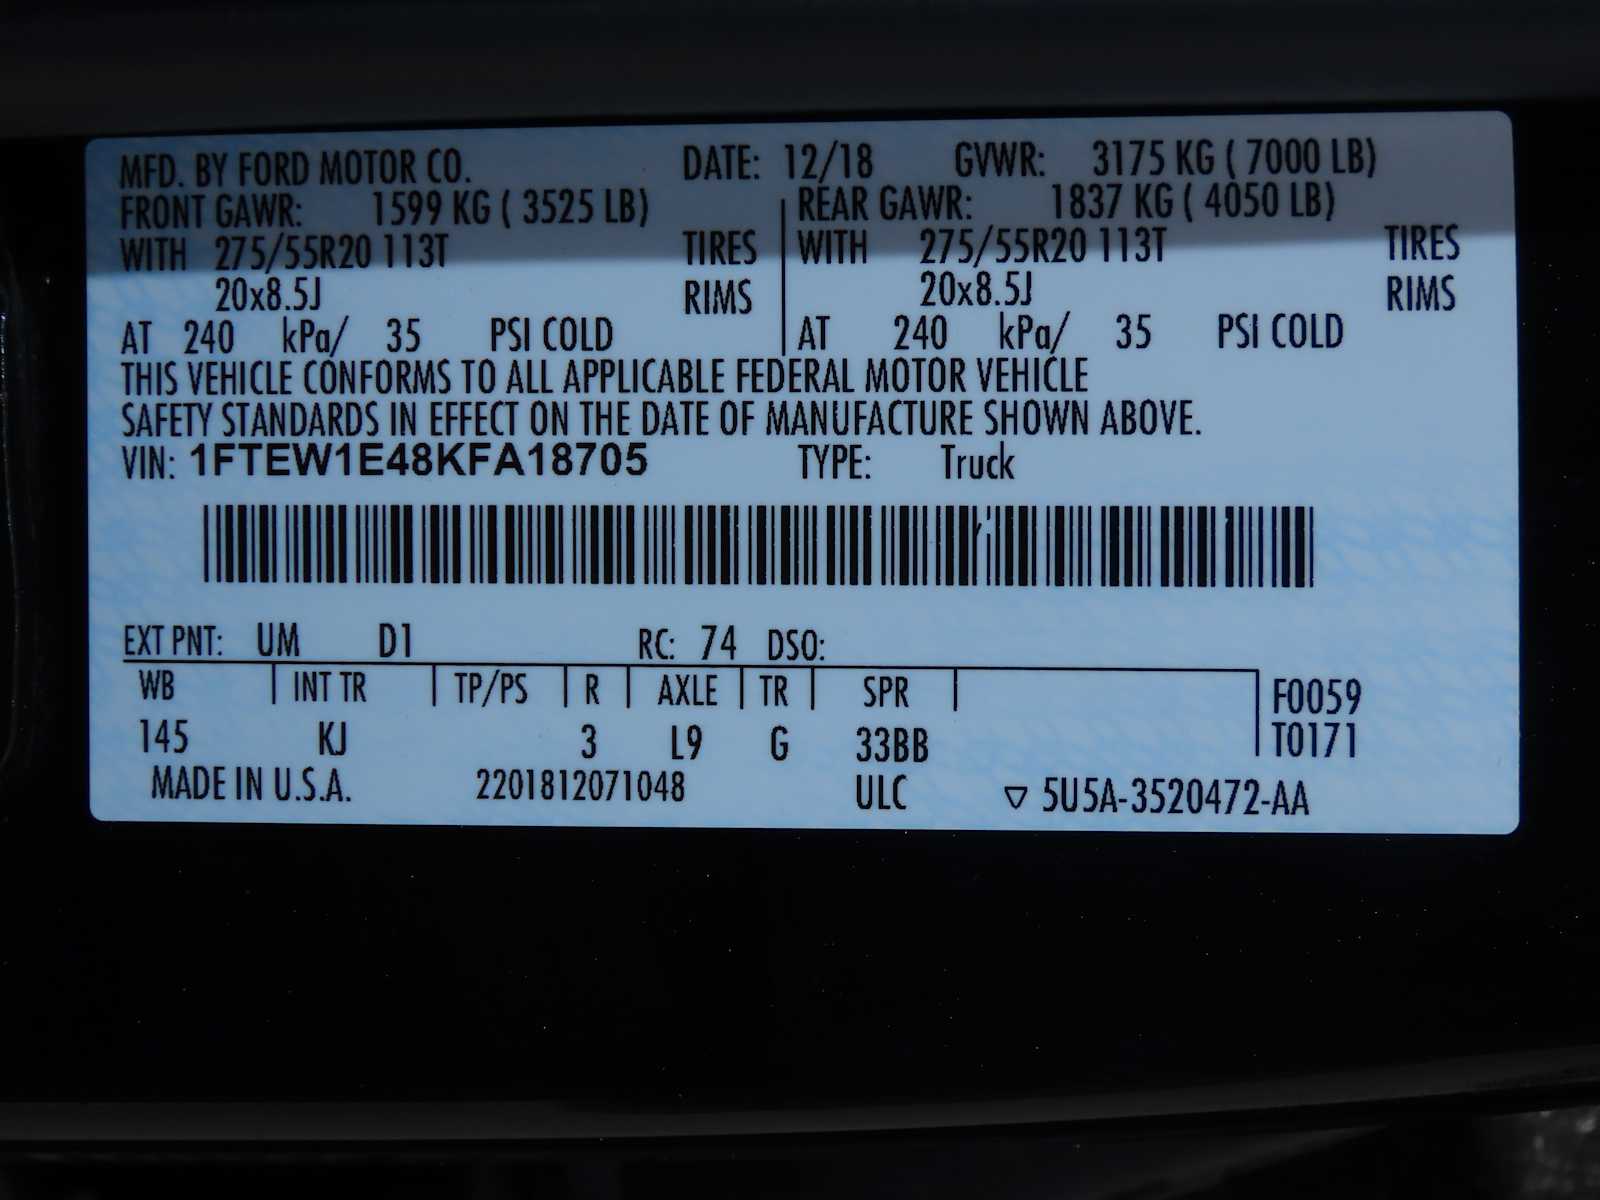 MFD. BY FORD MOTOR CO. DATE: 12/18 GVWR: 3175 KG ( 7000 LB)
FRONT GAWR: 1599 KG ( 3525 LB) REAR GAWR: 1837 KG ( 4050 LB)
WITH 275/55R20 113T TIRES WITH 275/55R20 113T TIRES
20x8.5J RIMS 20x8.5J RIMS
AT 240 kPa/ 35 PSI COLD AT 240 kPa/ 35 PSI COLD
THIS VEHICLE CONFORMS TO ALL APPLICABLE FEDERAL MOTOR VEHICLE
SAFETY STANDARDS IN EFFECT ON THE DATE OF MANUFACTURE SHOWN ABOVE.
VIN: 1FTEW1E48KFA18705 TYPE: Truck
EXT PNT: UM D1 RC: 74 DSO:
WB INT TR TP/PS R AXLE TR SPR F0059
145 KJ 3 L9 G 33BB T0171
MADE IN U.S.A. 2201812071048 ULC ▽ 5U5A-3520472-AA